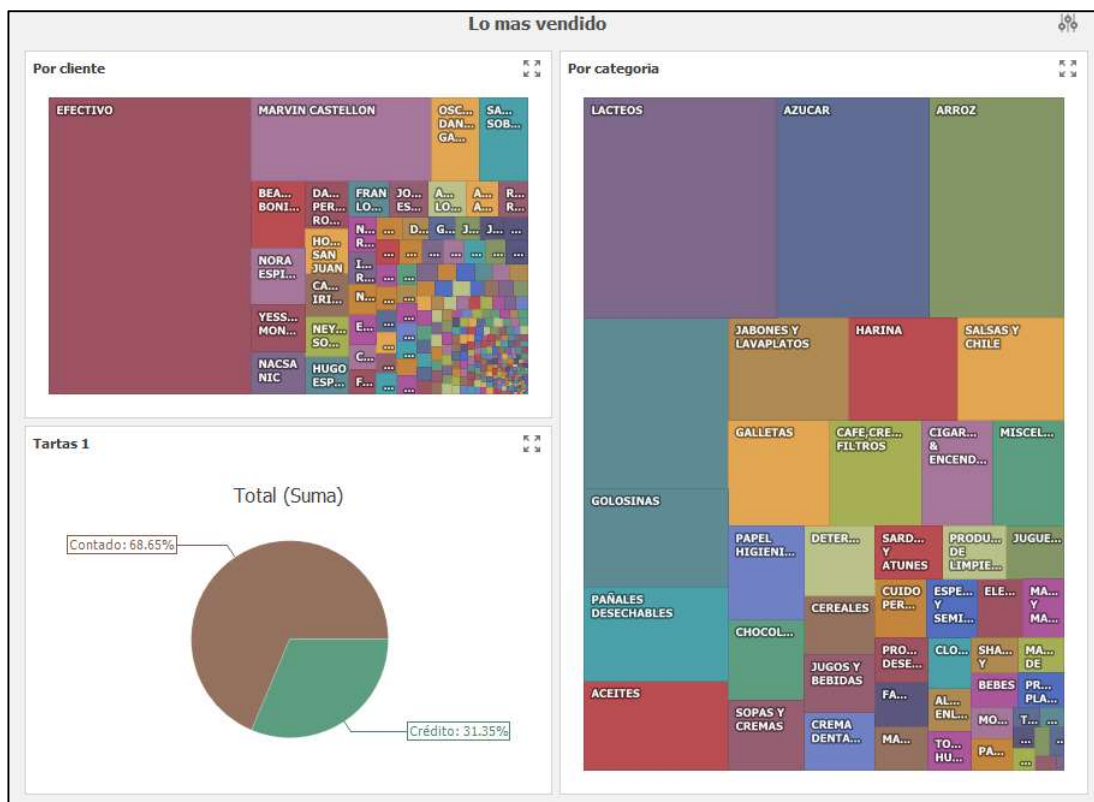 Lo mas vendido
Por cliente
EFECTIVO
MARVIN CASTELLON
OSC...
DAN...
GA...
SA...
SOB...
BEA...
BONI...
DA...
PER...
RO...
FRAN
LO...
JO...
ES...
A...
LO...
A...
A...
R...
R...
HO...
SAN
JUAN
N...
R...
...
D...
G...
J...
J...
...
NORA
ESPI...
I...
R...
CA...
IRI...
N...
YESS...
MON...
NEY...
SO...
E...
NACSA
NIC
HUGO
ESP...
C...
F...
Tartas 1
Total (Suma)
Contado: 68.65%
Crédito: 31.35%
Por categoria
LACTEOS
AZUCAR
ARROZ
JABONES Y
LAVAPLATOS
HARINA
SALSAS Y
CHILE
GALLETAS
CAFE,CRE...
FILTROS
CIGAR...
&
ENCEND...
MISCEL...
GOLOSINAS
PAPEL
HIGIENI...
DETER...
SARD...
Y
ATUNES
PRODU...
DE
LIMPIE...
JUGUE...
PAÑALES
DESECHABLES
CEREALES
CUIDO
PER...
ESPE...
Y
SEMI...
ELE...
MA...
Y
MA...
CHOCOL...
JUGOS Y
BEBIDAS
PRO...
DESE...
CLO...
SHA...
Y
MA...
DE
ACEITES
FA...
AL...
ENL...
BEBES
PR...
PLA...
SOPAS Y
CREMAS
CREMA
DENTA...
MA...
TO...
HU...
MO...
T...
...
PA...
...